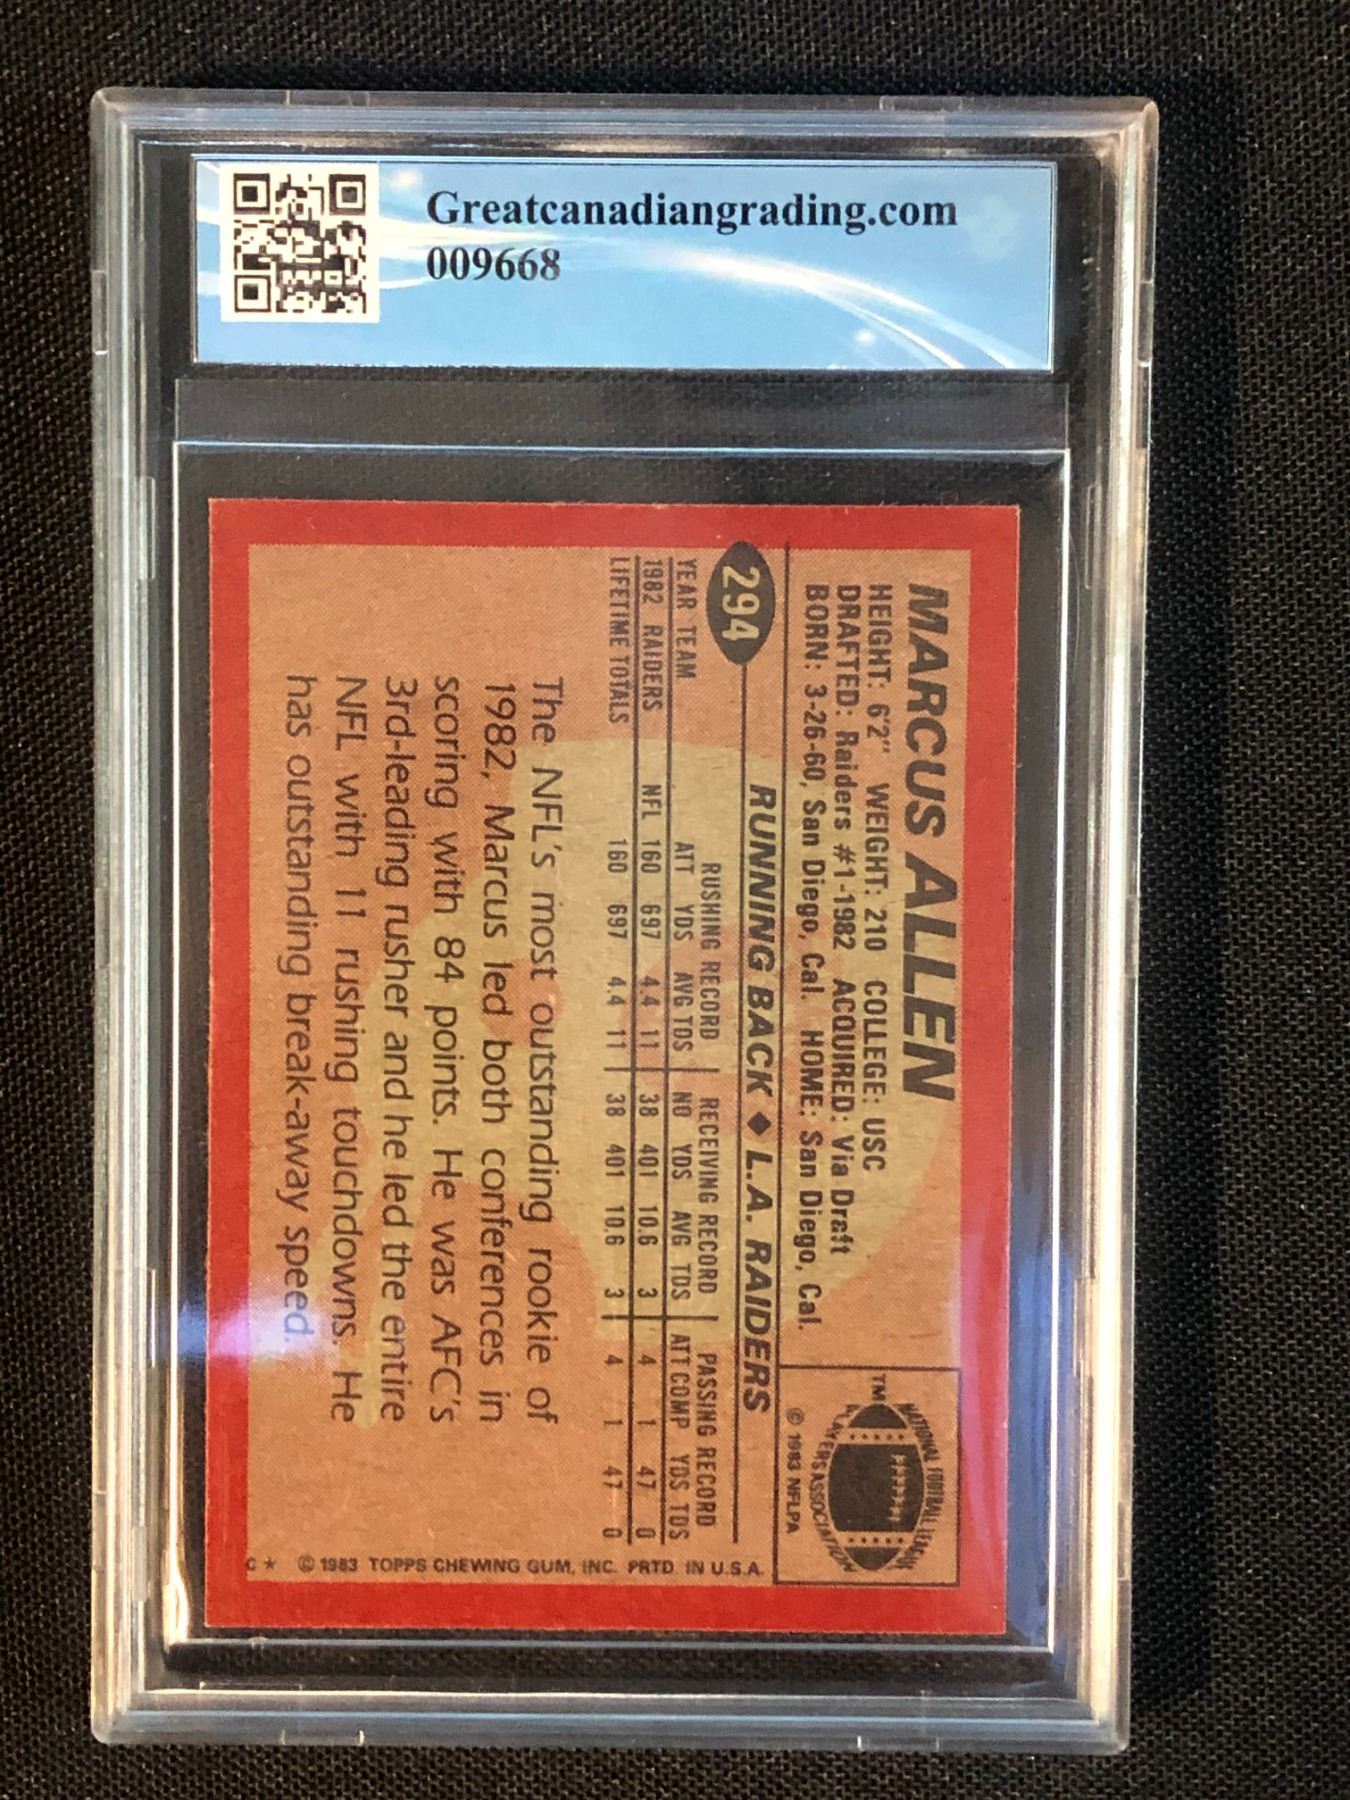 Greatcanadiangrading.com
009668
MARCUS ALLEN
HEIGHT: 6'2" WEIGHT: 210 COLLEGE: USC
DRAFTED: Raiders #1-1982 ACQUIRED: Via Draft
BORN: 3-26-60, San Diego, Cal. HOME: San Diego, Cal.
NATIONAL FOOTBALL LEAGUE
PLAYERS ASSOCIATION
TM
© 1983 NFLPA
294
RUNNING BACK ♦ L.A. RAIDERS
RUSHING RECORD RECEIVING RECORD PASSING RECORD
YEAR TEAM ATT YDS AVG TDS NO YDS AVG TDS ATT COMP YDS TDS
1982 RAIDERS NFL 160 697 4.4 11 38 401 10.6 3 4 1 47 0
LIFETIME TOTALS 160 697 4.4 11 38 401 10.6 3 4 1 47 0
The NFL's most outstanding rookie of
1982, Marcus led both conferences in
scoring with 84 points. He was AFC's
3rd-leading rusher and he led the entire
NFL with 11 rushing touchdowns. He
has outstanding break-away speed.
C * © 1983 TOPPS CHEWING GUM, INC. PRTD. IN U.S.A.